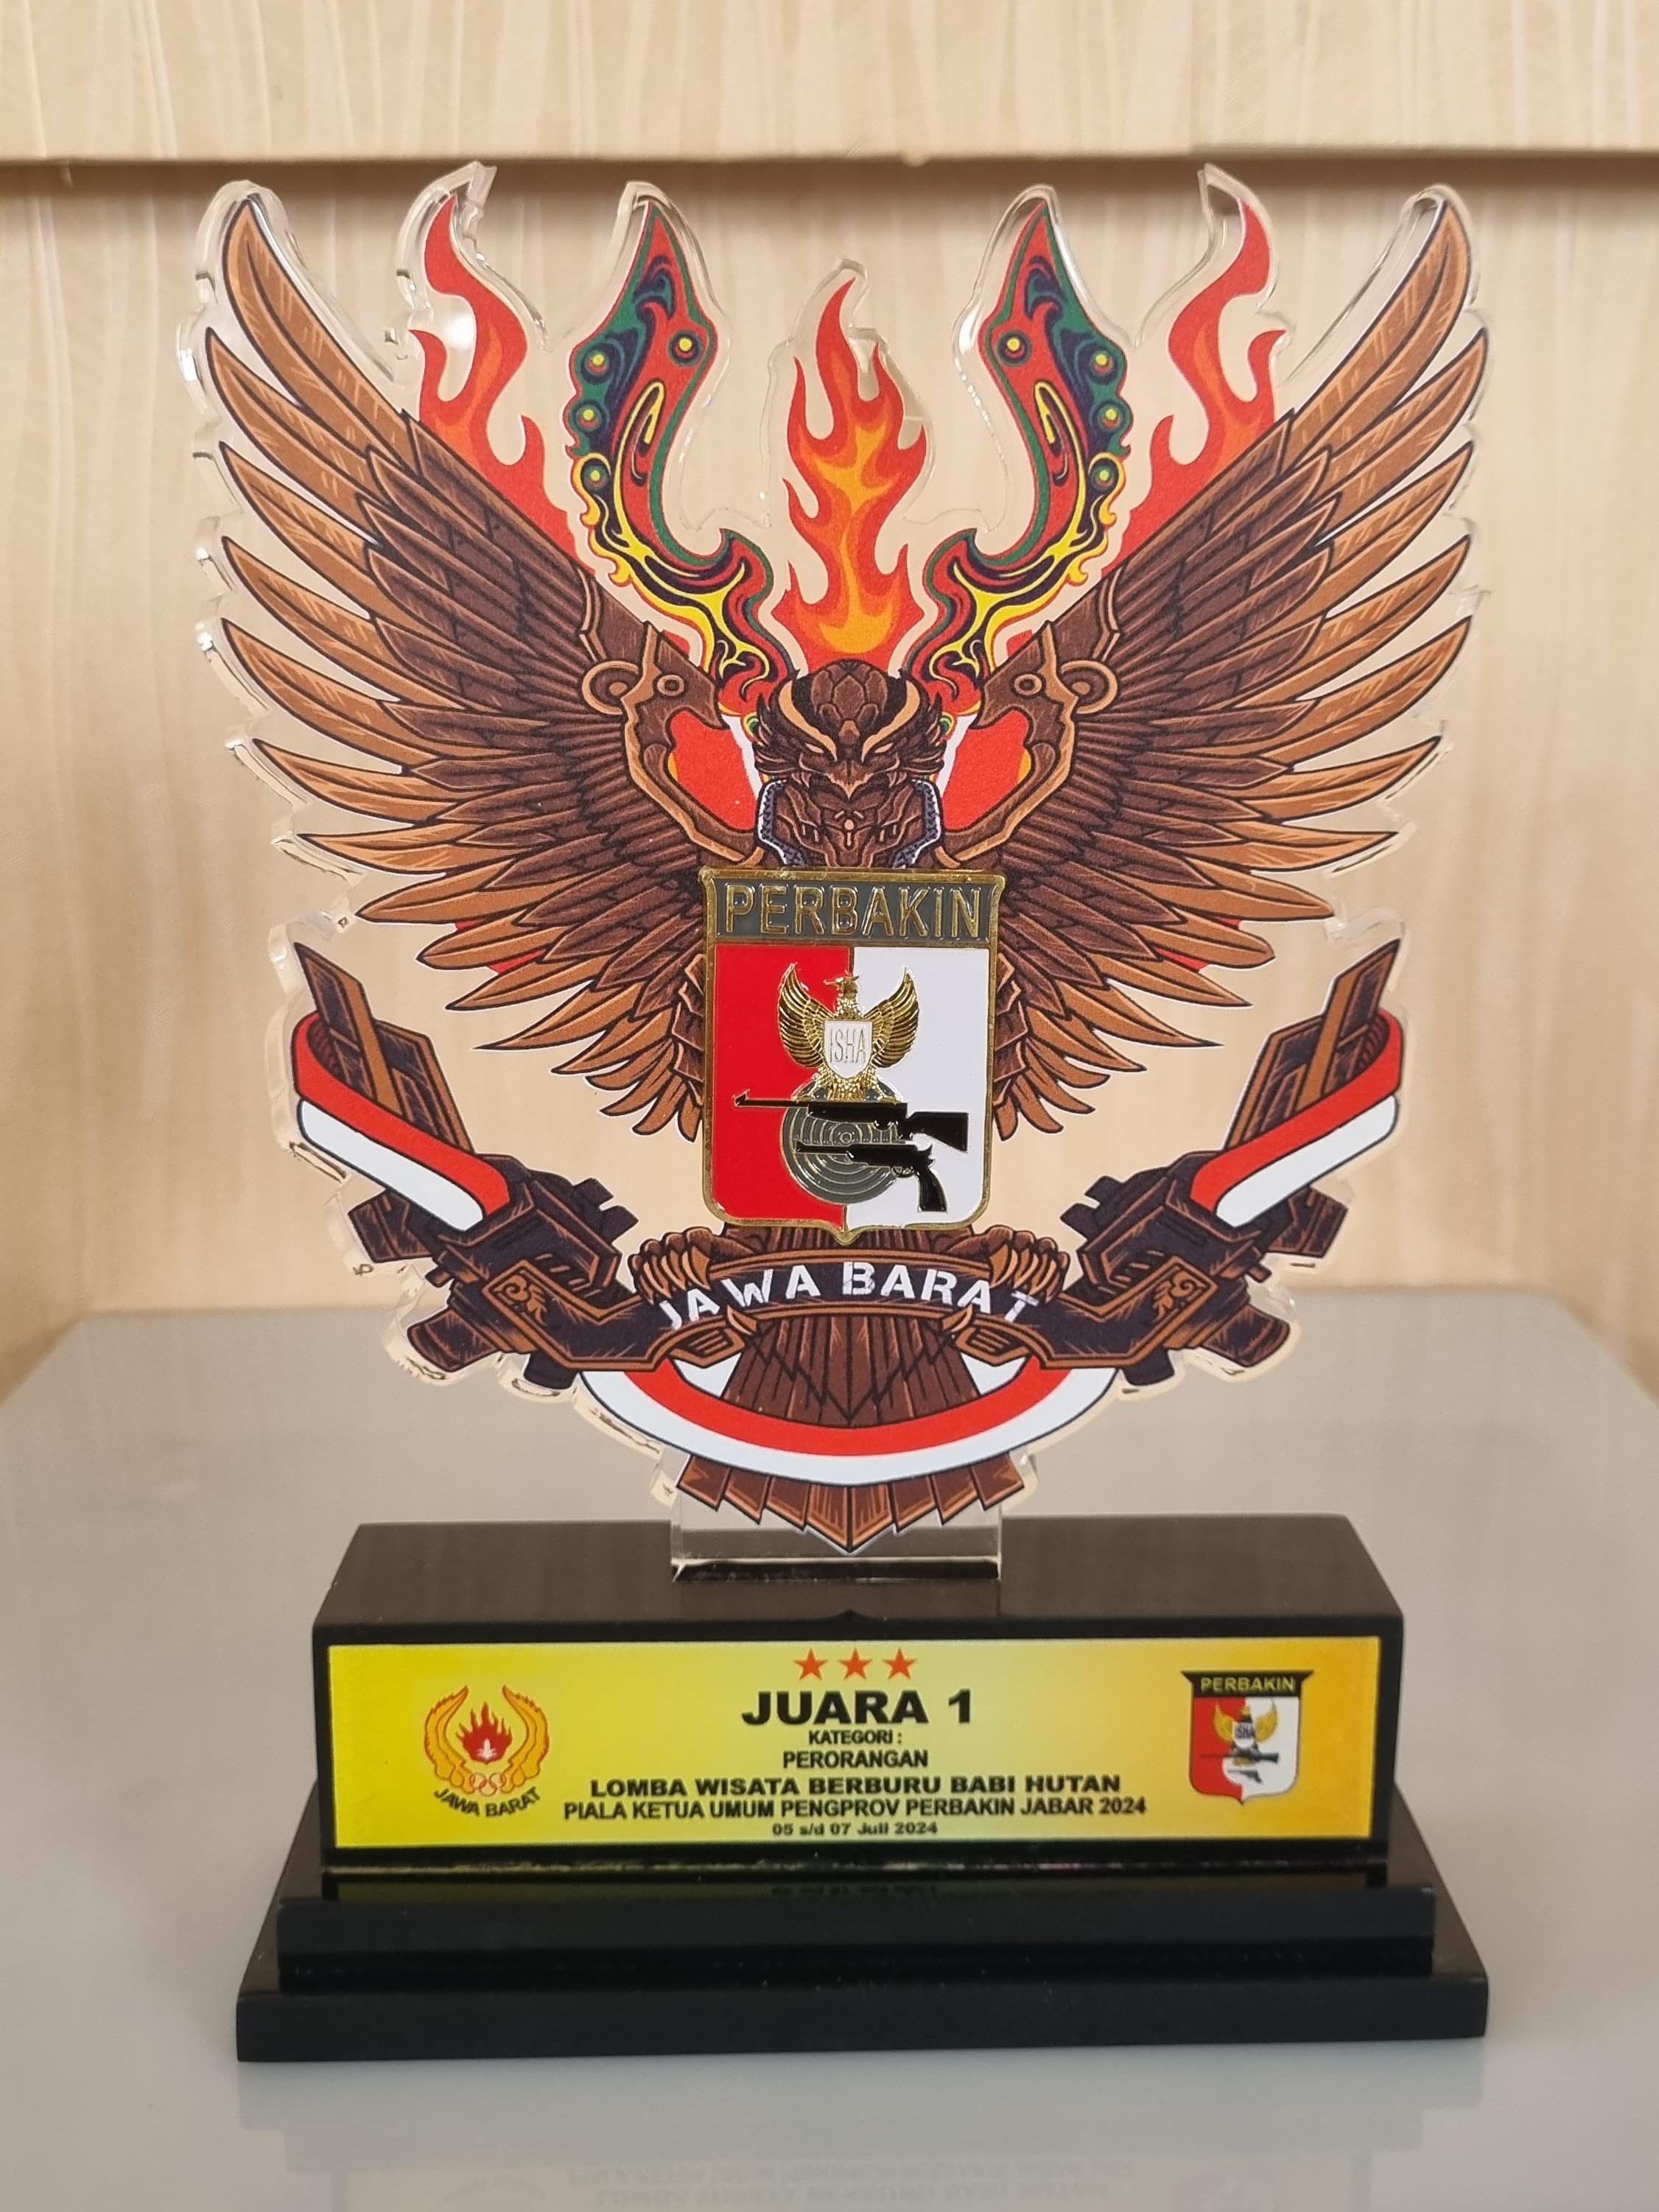 PERBAKIN
ISHA
JAWA BARAT
JUARA 1
KATEGORI :
PERORANGAN
LOMBA WISATA BERBURU BABI HUTAN
PIALA KETUA UMUM PENGPROV PERBAKIN JABAR 2024
05 s/d 07 Juli 2024
JAWA BARAT
PERBAKIN
ISHA